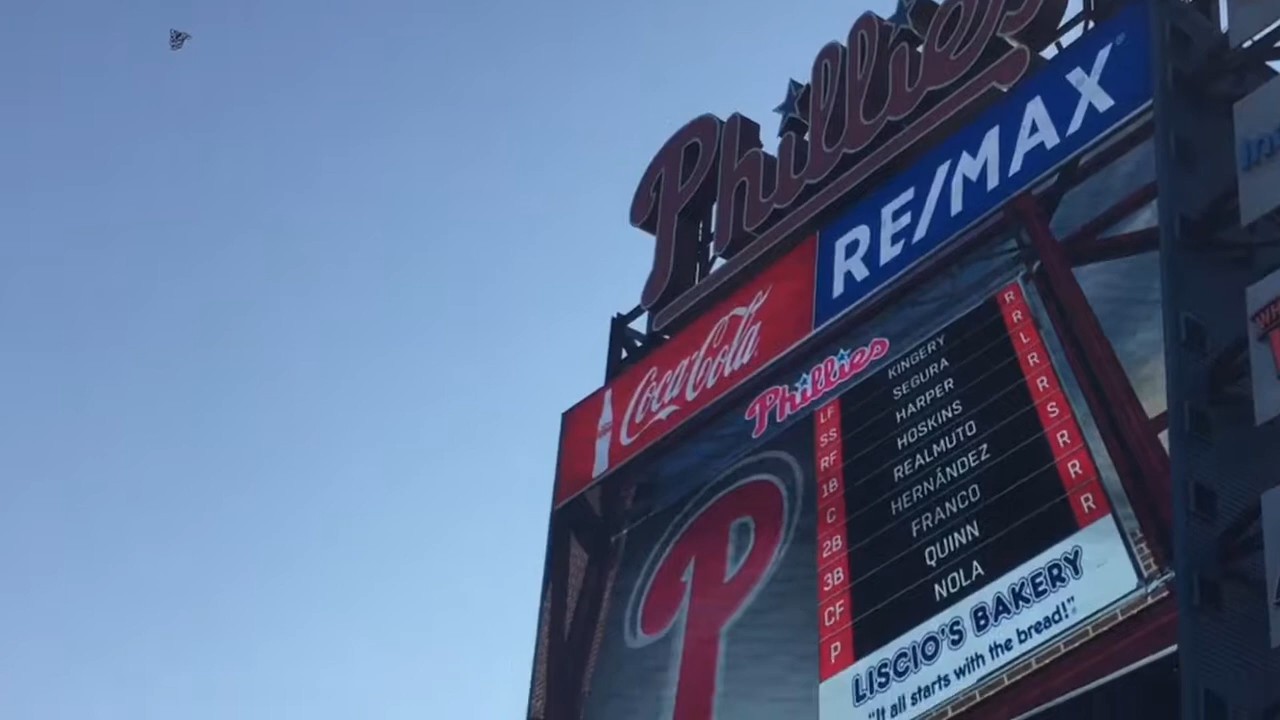 Phillies
RE/MAX®
Coca-Cola
Phillies
LF KINGERY R
SS SEGURA R
RF HARPER L
1B HOSKINS R
C REALMUTO R
2B HERNÁNDEZ S
3B FRANCO R
CF QUINN R
P NOLA R
P
LISCIO'S BAKERY
"It all starts with the bread!"